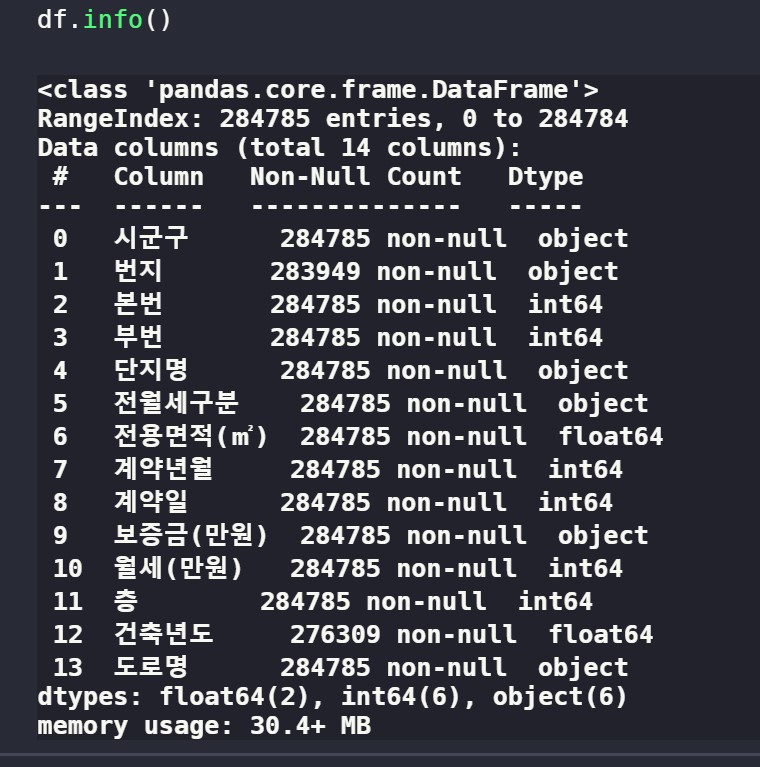 df.info()
<class 'pandas.core.frame.DataFrame'>
RangeIndex: 284785 entries, 0 to 284784
Data columns (total 14 columns):
 #   Column   Non-Null Count   Dtype
---  ------   --------------   -----
 0   시군구      284785 non-null  object
 1   번지       283949 non-null  object
 2   본번       284785 non-null  int64
 3   부번       284785 non-null  int64
 4   단지명      284785 non-null  object
 5   전월세구분    284785 non-null  object
 6   전용면적(㎡)  284785 non-null  float64
 7   계약년월     284785 non-null  int64
 8   계약일      284785 non-null  int64
 9   보증금(만원)  284785 non-null  object
 10  월세(만원)   284785 non-null  int64
 11  층        284785 non-null  int64
 12  건축년도     276309 non-null  float64
 13  도로명      284785 non-null  object
dtypes: float64(2), int64(6), object(6)
memory usage: 30.4+ MB